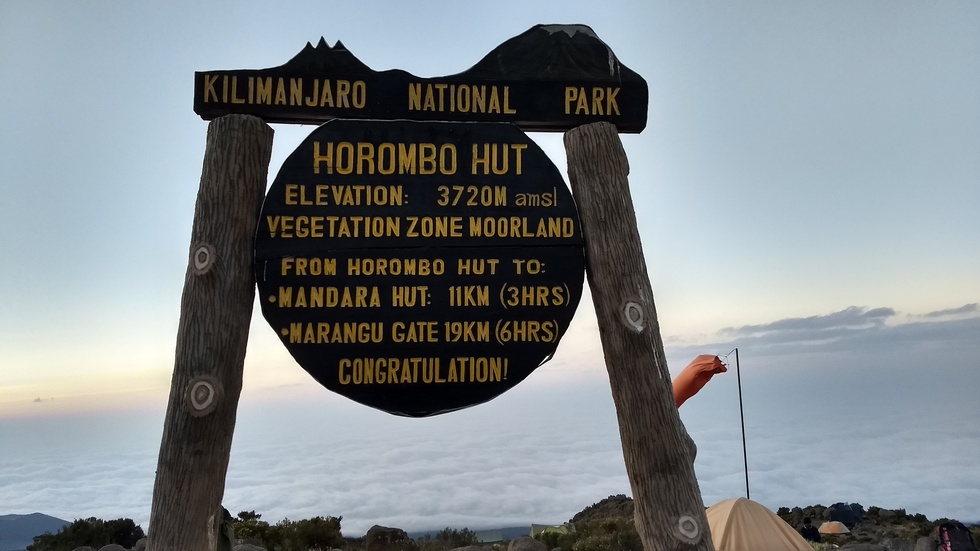 KILIMANJARO NATIONAL PARK
HOROMBO HUT
ELEVATION: 3720M amsl
VEGETATION ZONE MOORLAND
FROM HOROMBO HUT TO:
•MANDARA HUT: 11KM (3HRS)
•MARANGU GATE 19KM (6HRS)
CONGRATULATION!